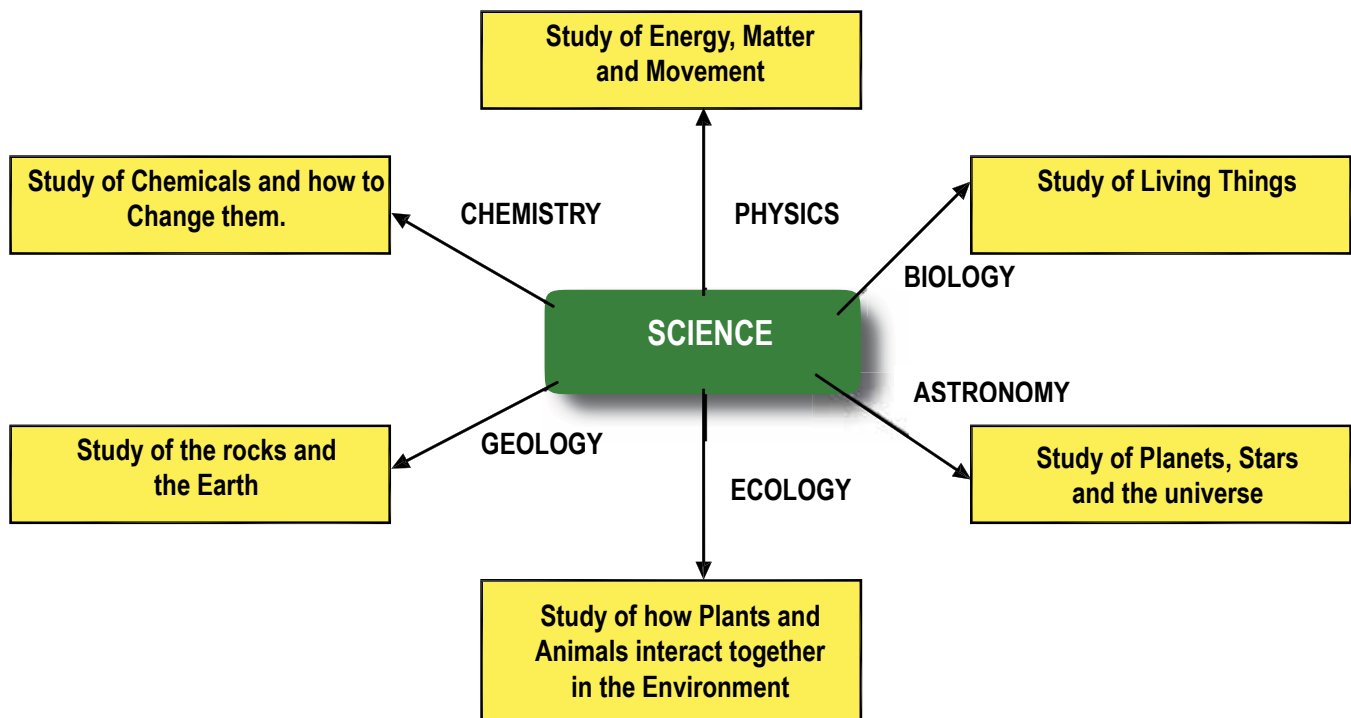 Study of Energy, Matter
and Movement
Study of Chemicals and how to
Change them.
CHEMISTRY
PHYSICS
Study of Living Things
BIOLOGY
SCIENCE
ASTRONOMY
GEOLOGY
Study of the rocks and
the Earth
ECOLOGY
Study of Planets, Stars
and the universe
Study of how Plants and
Animals interact together
in the Environment